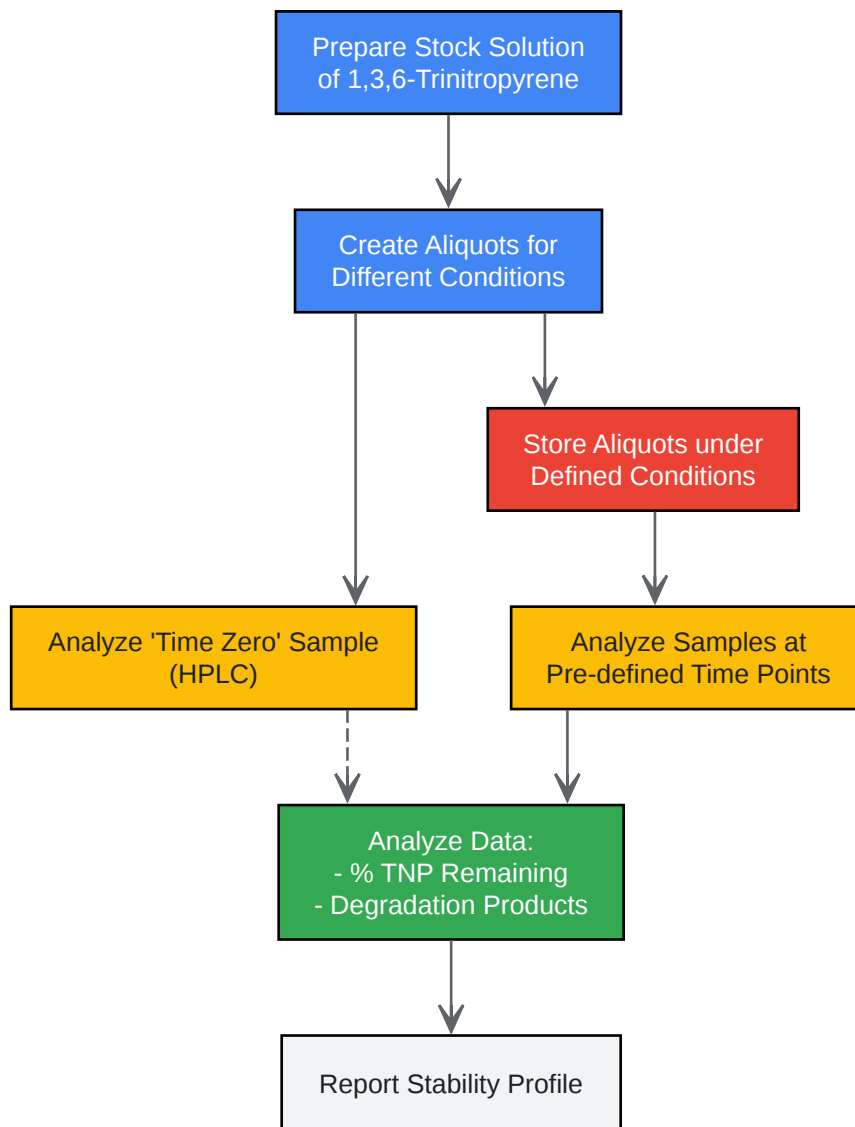 Prepare Stock Solution
of 1,3,6-Trinitropyrene
Create Aliquots for
Different Conditions
Store Aliquots under
Defined Conditions
Analyze 'Time Zero' Sample
(HPLC)
Analyze Samples at
Pre-defined Time Points
Analyze Data:
- % TNP Remaining
- Degradation Products
Report Stability Profile